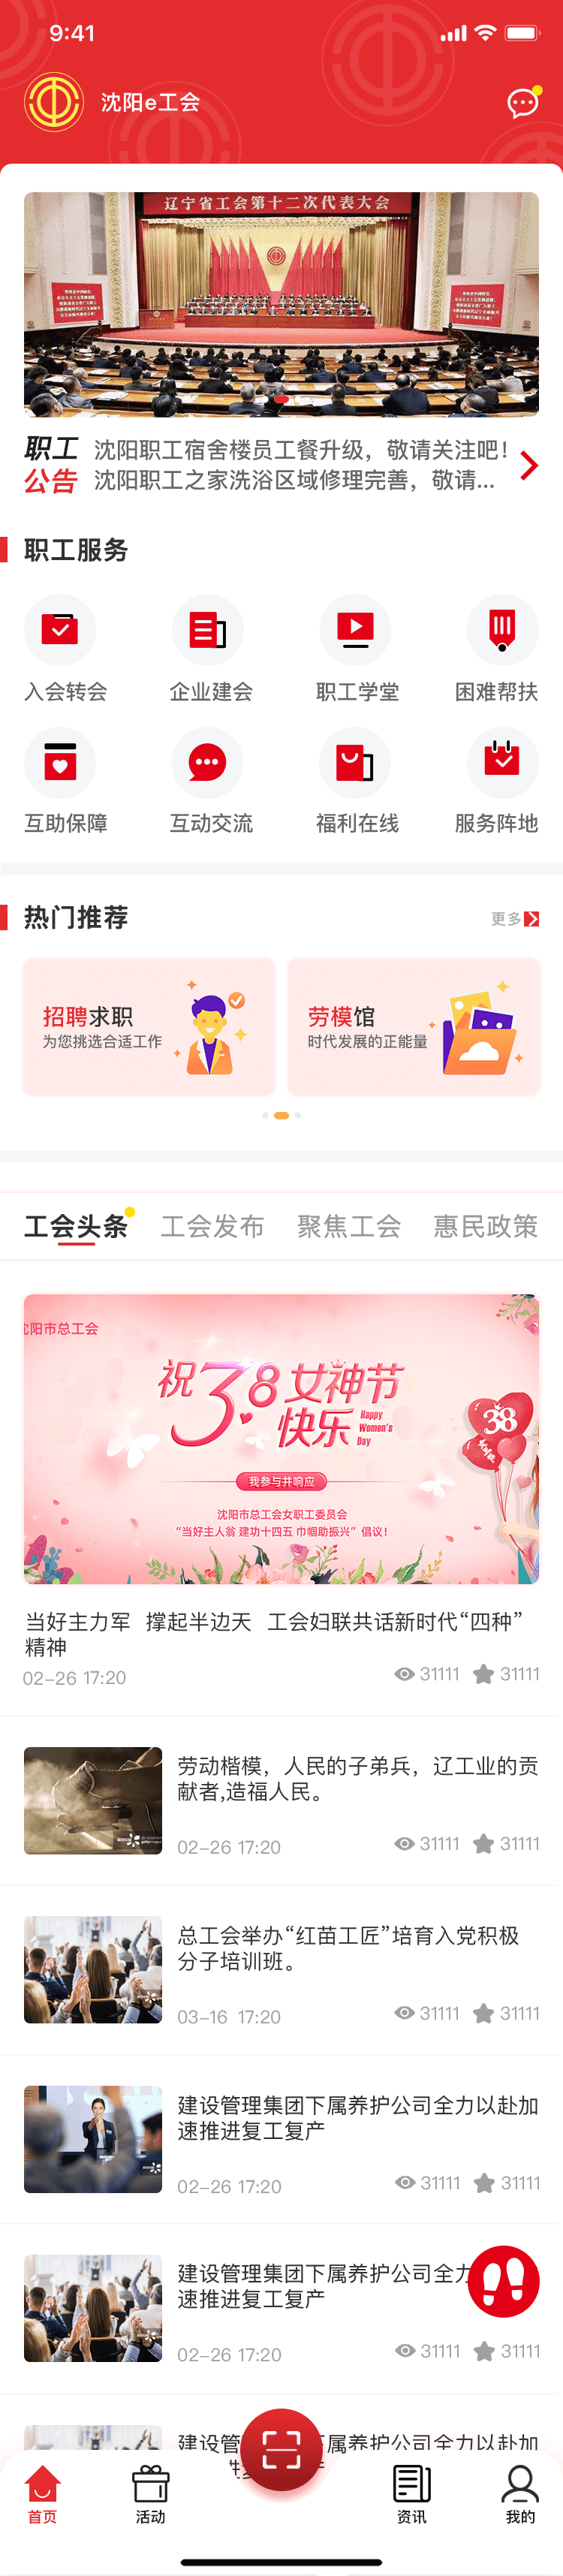 9:41
沈阳e工会
辽宁省工会第十二次代表大会
职工
公告
沈阳职工宿舍楼员工餐升级，敬请关注吧！
沈阳职工之家洗浴区域修理完善，敬请...
职工服务
入会转会
企业建会
职工学堂
困难帮扶
互助保障
互动交流
福利在线
服务阵地
热门推荐
更多
招聘求职
为您挑选合适工作
劳模馆
时代发展的正能量
工会头条
工会发布
聚焦工会
惠民政策
沈阳市总工会
祝3.8女神节
快乐
Happy
Women's
Day
38
我参与并响应
沈阳市总工会女职工委员会
“当好主人翁 建功十四五 巾帼助振兴”倡议！
当好主力军 撑起半边天 工会妇联共话新时代“四种”
精神
02-26 17:20
31111
31111
劳动楷模，人民的子弟兵，辽工业的贡
献者,造福人民。
02-26 17:20
31111
31111
总工会举办“红苗工匠”培育入党积极
分子培训班。
03-16 17:20
31111
31111
建设管理集团下属养护公司全力以赴加
速推进复工复产
02-26 17:20
31111
31111
建设管理集团下属养护公司全力
速推进复工复产
02-26 17:20
31111
31111
建设管
下属养护公司全力以赴加
首页
活动
资讯
我的